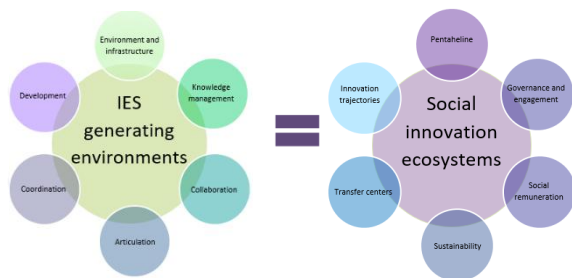 Environment and
infrastructure
Development
Knowledge
management
IES
generating
environments
Coordination
Collaboration
Articulation
Pentaheline
Innovation
trajectories
Governance and
engagement
Social
innovation
ecosystems
Transfer centers
Social
remuneration
Sustainability